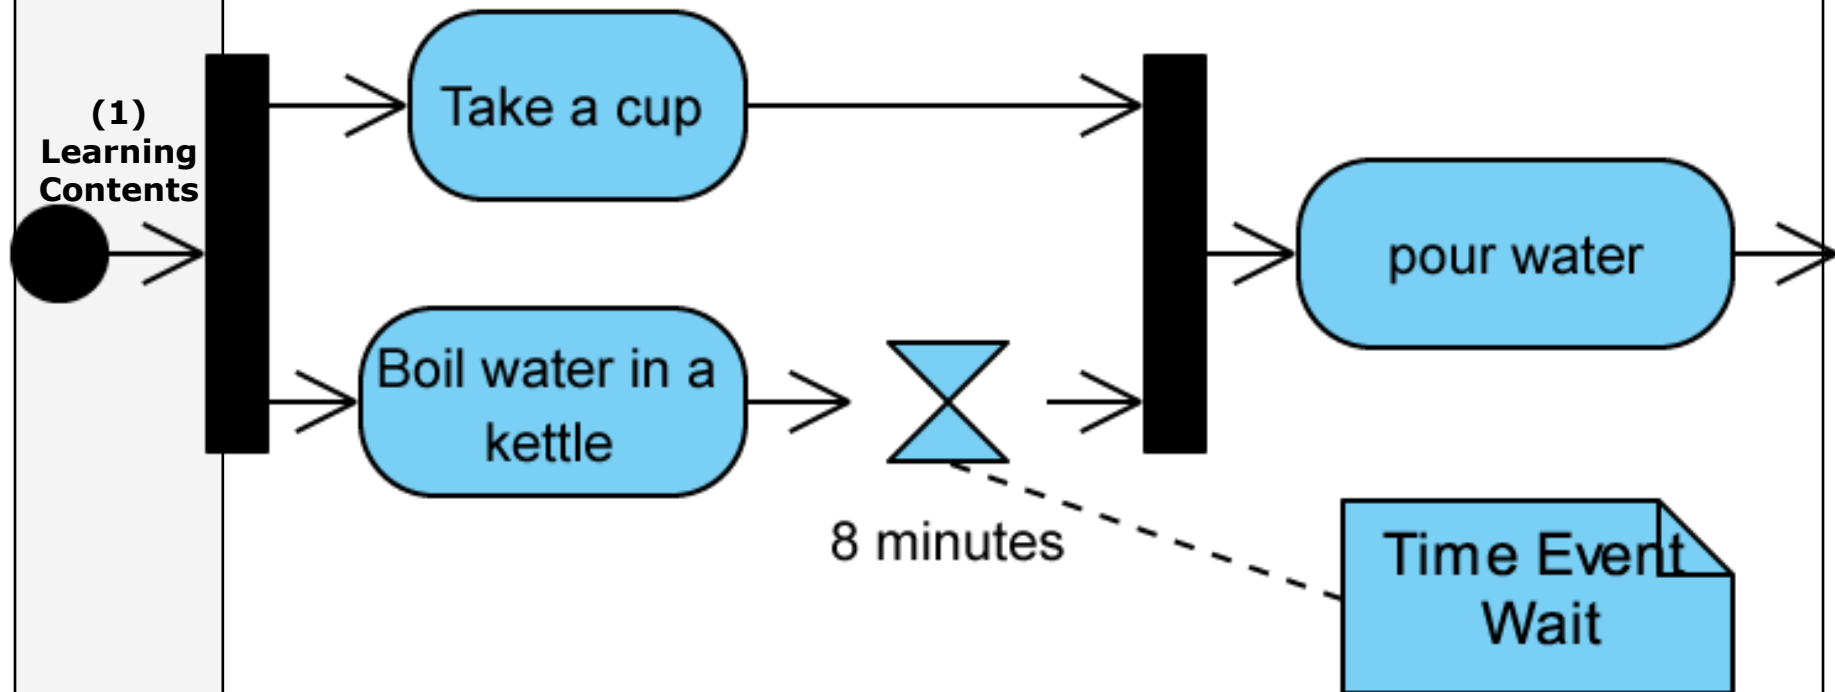 (1)
Learning
Contents
Take a cup
Boil water in a
kettle
8 minutes
pour water
Time Event
Wait